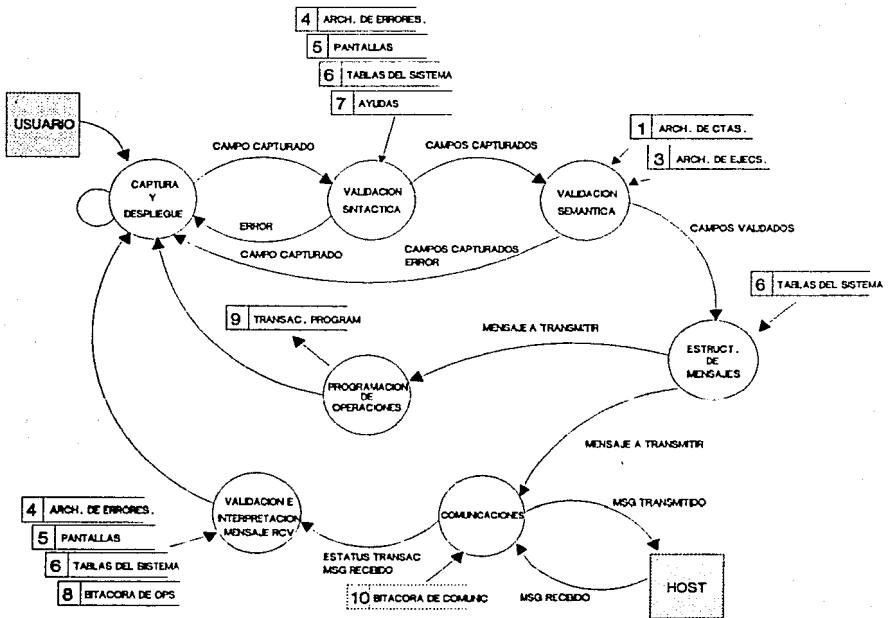 4 ARCH. DE ERRORES.
5 PANTALLAS
6 TABLAS DEL SISTEMA
7 AYUDAS
USUARIO
1 ARCH. DE CTAS.
3 ARCH. DE EJECS.
CAMPO CAPTURADO
CAMPOS CAPTURADOS
CAPTURA
Y
DESPLIEGUE
VALIDACION
SINTACTICA
VALIDACION
SEMANTICA
ERROR
CAMPO CAPTURADO
CAMPOS CAPTURADOS
ERROR
CAMPOS VALIDADOS
6 TABLAS DEL SISTEMA
9 TRANSAC. PROGRAM
MENSAJE A TRANSMITIR
ESTRUCT.
DE
MENSAJES
PROGRAMACION
DE
OPERACIONES
MENSAJE A TRANSMITIR
4 ARCH. DE ERRORES.
5 PANTALLAS
6 TABLAS DEL SISTEMA
8 BITACORA DE OPS
VALIDACION E
INTERPRETACION
MENSAJE RCV
COMUNICACIONES
MSG TRANSMITIDO
ESTATUS TRANSAC
MSG RECIBIDO
10 BITACORA DE COMUNIC
MSG RECIBIDO
HOST